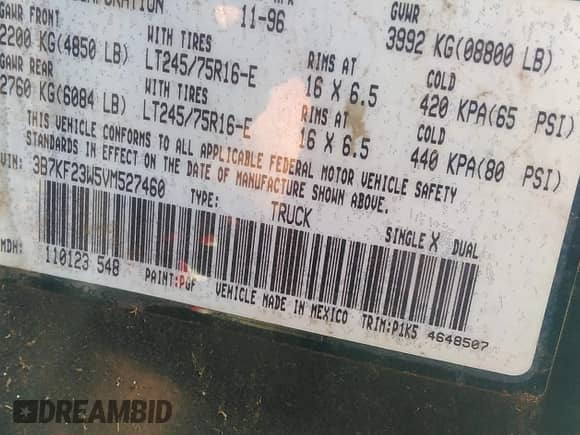 CORPORATION 11-96
GAWR FRONT WITH TIRES RIMS AT COLD GVWR
2200 KG(4850 LB) LT245/75R16-E 16 X 6.5 420 KPA(65 PSI) 3992 KG(08800 LB)
GAWR REAR WITH TIRES RIMS AT COLD
2760 KG(6084 LB) LT245/75R16-E 16 X 6.5 440 KPA(80 PSI)
THIS VEHICLE CONFORMS TO ALL APPLICABLE FEDERAL MOTOR VEHICLE SAFETY
STANDARDS IN EFFECT ON THE DATE OF MANUFACTURE SHOWN ABOVE.
VIN: 3B7KF23W5VM527460 TYPE: TRUCK SINGLE X DUAL
MDH: 110123 548 PAINT:PGF VEHICLE MADE IN MEXICO TRIM:P1K5 4648507
DREAMBID